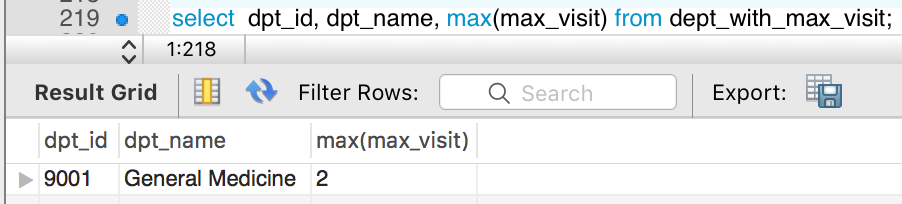 219 select dpt_id, dpt_name, max(max_visit) from dept_with_max_visit;
1:218
Result Grid Filter Rows: Search Export:
dpt_id dpt_name max(max_visit)
9001 General Medicine 2